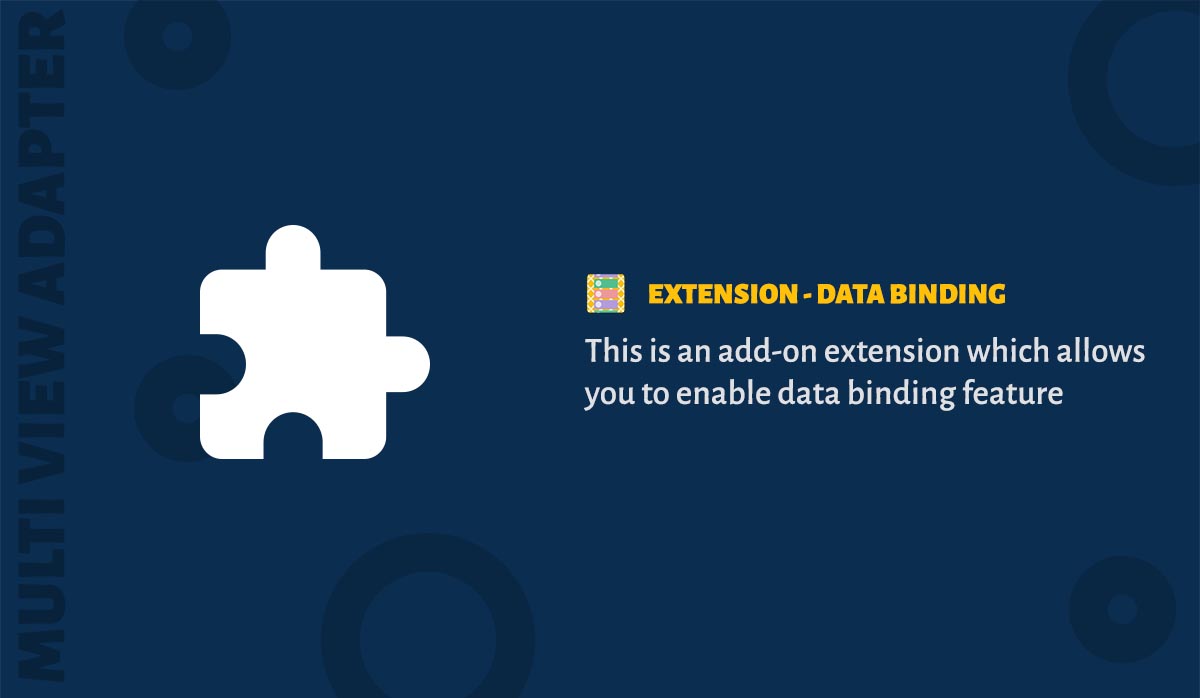 MULTI VIEW ADAPTER
EXTENSION - DATA BINDING
This is an add-on extension which allows
you to enable data binding feature